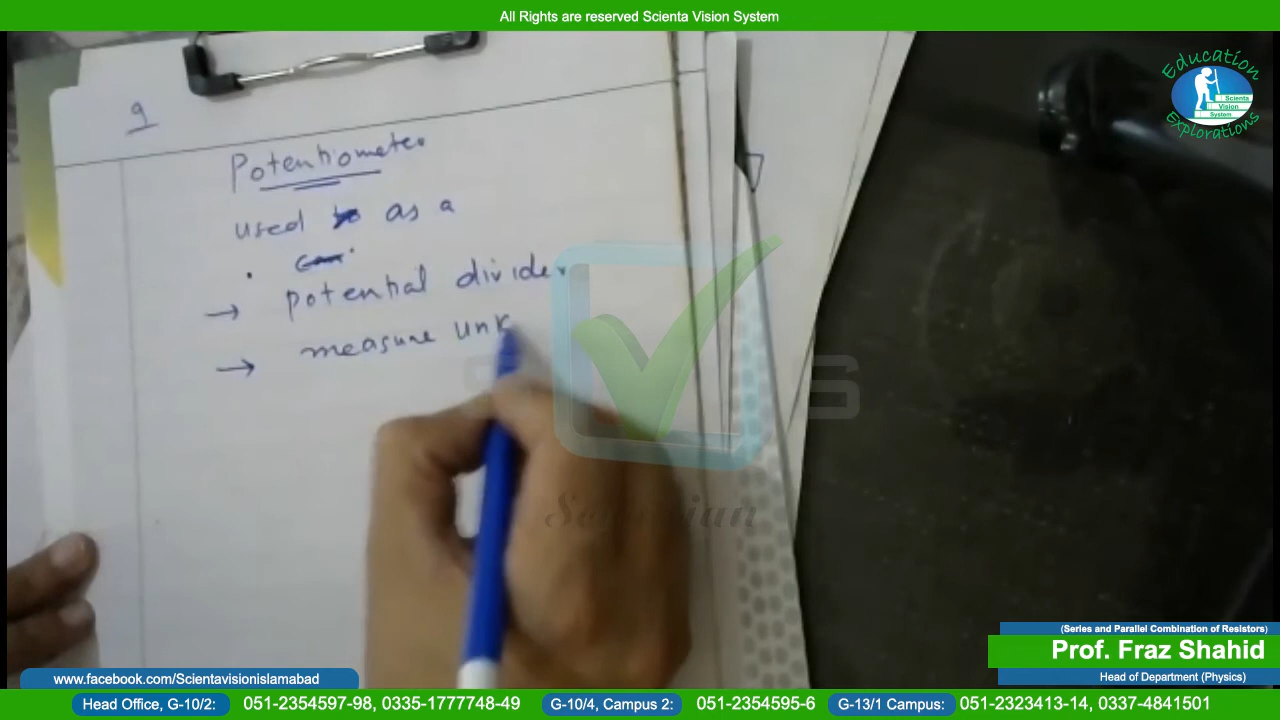 All Rights are reserved Scienta Vision System
Education
Scienta
Vision
System
Explorations
9
Potentiometer
used as a
→ potential divider
→ measure unk
S
(Series and Parallel Combination of Resistors)
Prof. Fraz Shahid
Head of Department (Physics)
www.facebook.com/Scientavisionislamabad
Head Office, G-10/2: 051-2354597-98, 0335-1777748-49 G-10/4, Campus 2: 051-2354595-6 G-13/1 Campus: 051-2323413-14, 0337-4841501